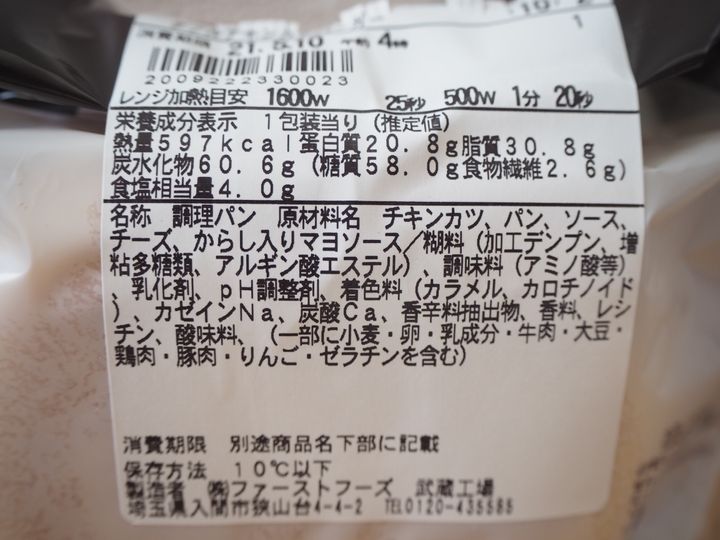 消費期限 21.5.10 午前4時
1
2009222330023
レンジ加熱目安 1600W 25秒 500W 1分 20秒
栄養成分表示 1包装当り(推定値)
熱量597kcal蛋白質20.8g脂質30.8g
炭水化物60.6g(糖質58.0g食物繊維2.6g)
食塩相当量4.0g
名称 調理パン 原材料名 チキンカツ、パン、ソース、
チーズ、からし入りマヨソース/糊料(加工デンプン、増
粘多糖類、アルギン酸エステル)、調味料(アミノ酸等)
、乳化剤、pH調整剤、着色料(カラメル、カロチノイド
)、カゼインNa、炭酸Ca、香辛料抽出物、香料、レシ
チン、酸味料、(一部に小麦・卵・乳成分・牛肉・大豆・
鶏肉・豚肉・りんご・ゼラチンを含む)
消費期限 別途商品名下部に記載
保存方法 10℃以下
製造者 ㈱ファーストフーズ 武蔵工場
埼玉県入間市狭山台4-4-2 TEL0120-435585